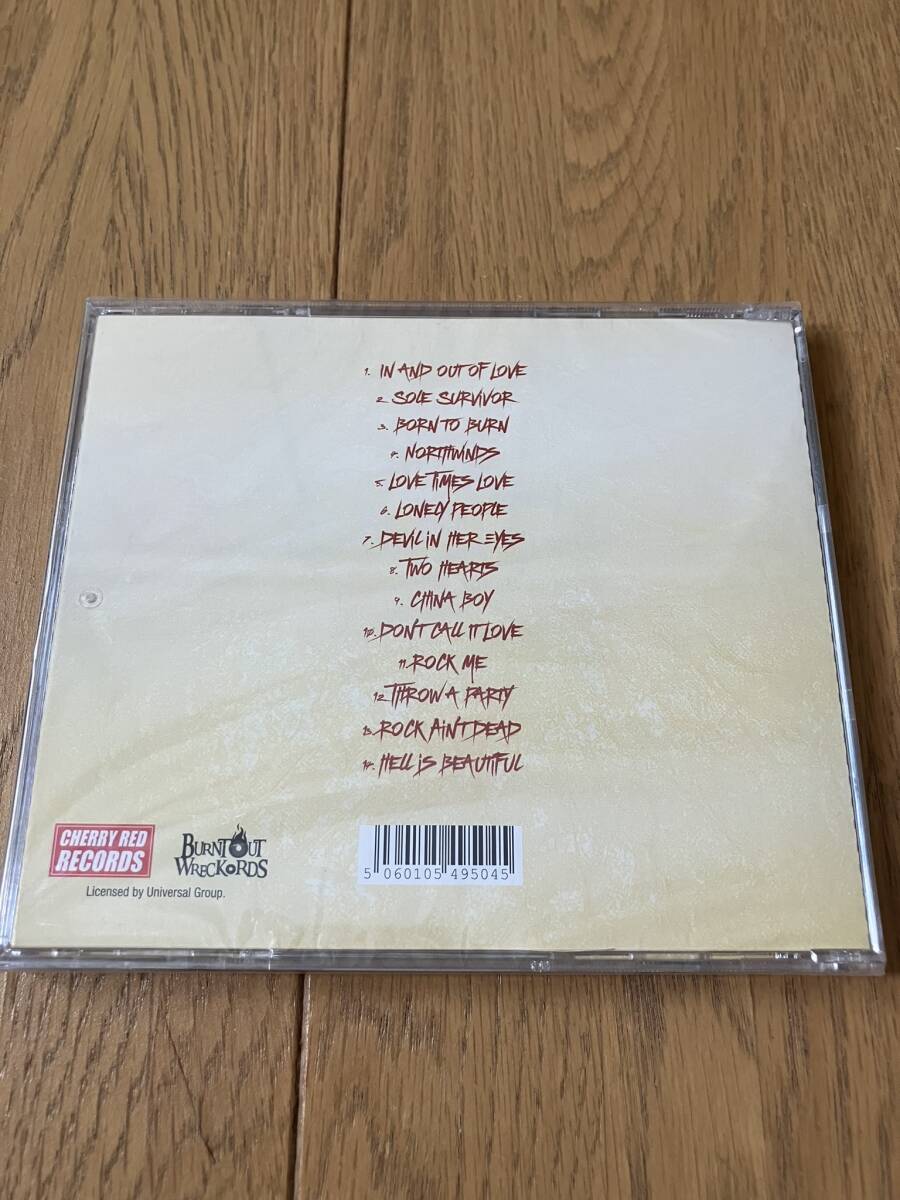 1. IN AND OUT OF LOVE
2. SOLE SURVIVOR
3. BORN TO BURN
4. NORTHWINDS
5. LOVE TIMES LOVE
6. LONELY PEOPLE
7. DEVIL IN HER EYES
8. TWO HEARTS
9. CHINA BOY
10. DON'T CALL IT LOVE
11. ROCK ME
12. THROW A PARTY
13. ROCK AIN'T DEAD
14. HELL IS BEAUTIFUL
CHERRY RED
RECORDS
BURNT OUT
WRECKORDS
Licensed by Universal Group.
5 060105 495045